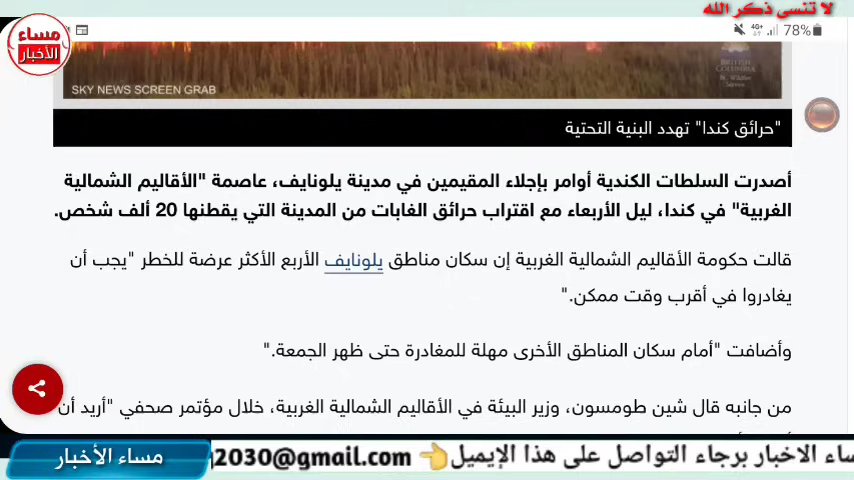 لا تنسى ذكر الله
مساء
الأخبار
4G+
78%
SKY NEWS SCREEN GRAB
BRITISH
COLUMBIA
"حرائق كندا" تهدد البنية التحتية
أصدرت السلطات الكندية أوامر بإجلاء المقيمين في مدينة يلونايف، عاصمة "الأقاليم الشمالية
الغربية" في كندا، ليل الأربعاء مع اقتراب حرائق الغابات من المدينة التي يقطنها 20 ألف شخص.
قالت حكومة الأقاليم الشمالية الغربية إن سكان مناطق يلونايف الأربع الأكثر عرضة للخطر "يجب أن
يغادروا في أقرب وقت ممكن."
وأضافت "أمام سكان المناطق الأخرى مهلة للمغادرة حتى ظهر الجمعة."
من جانبه قال شين طومسون، وزير البيئة في الأقاليم الشمالية الغربية، خلال مؤتمر صحفي "أريد أن
ساء الاخبار برجاء التواصل على هذا الإيميل 👈 q2030@gmail.com
مساء الأخبار